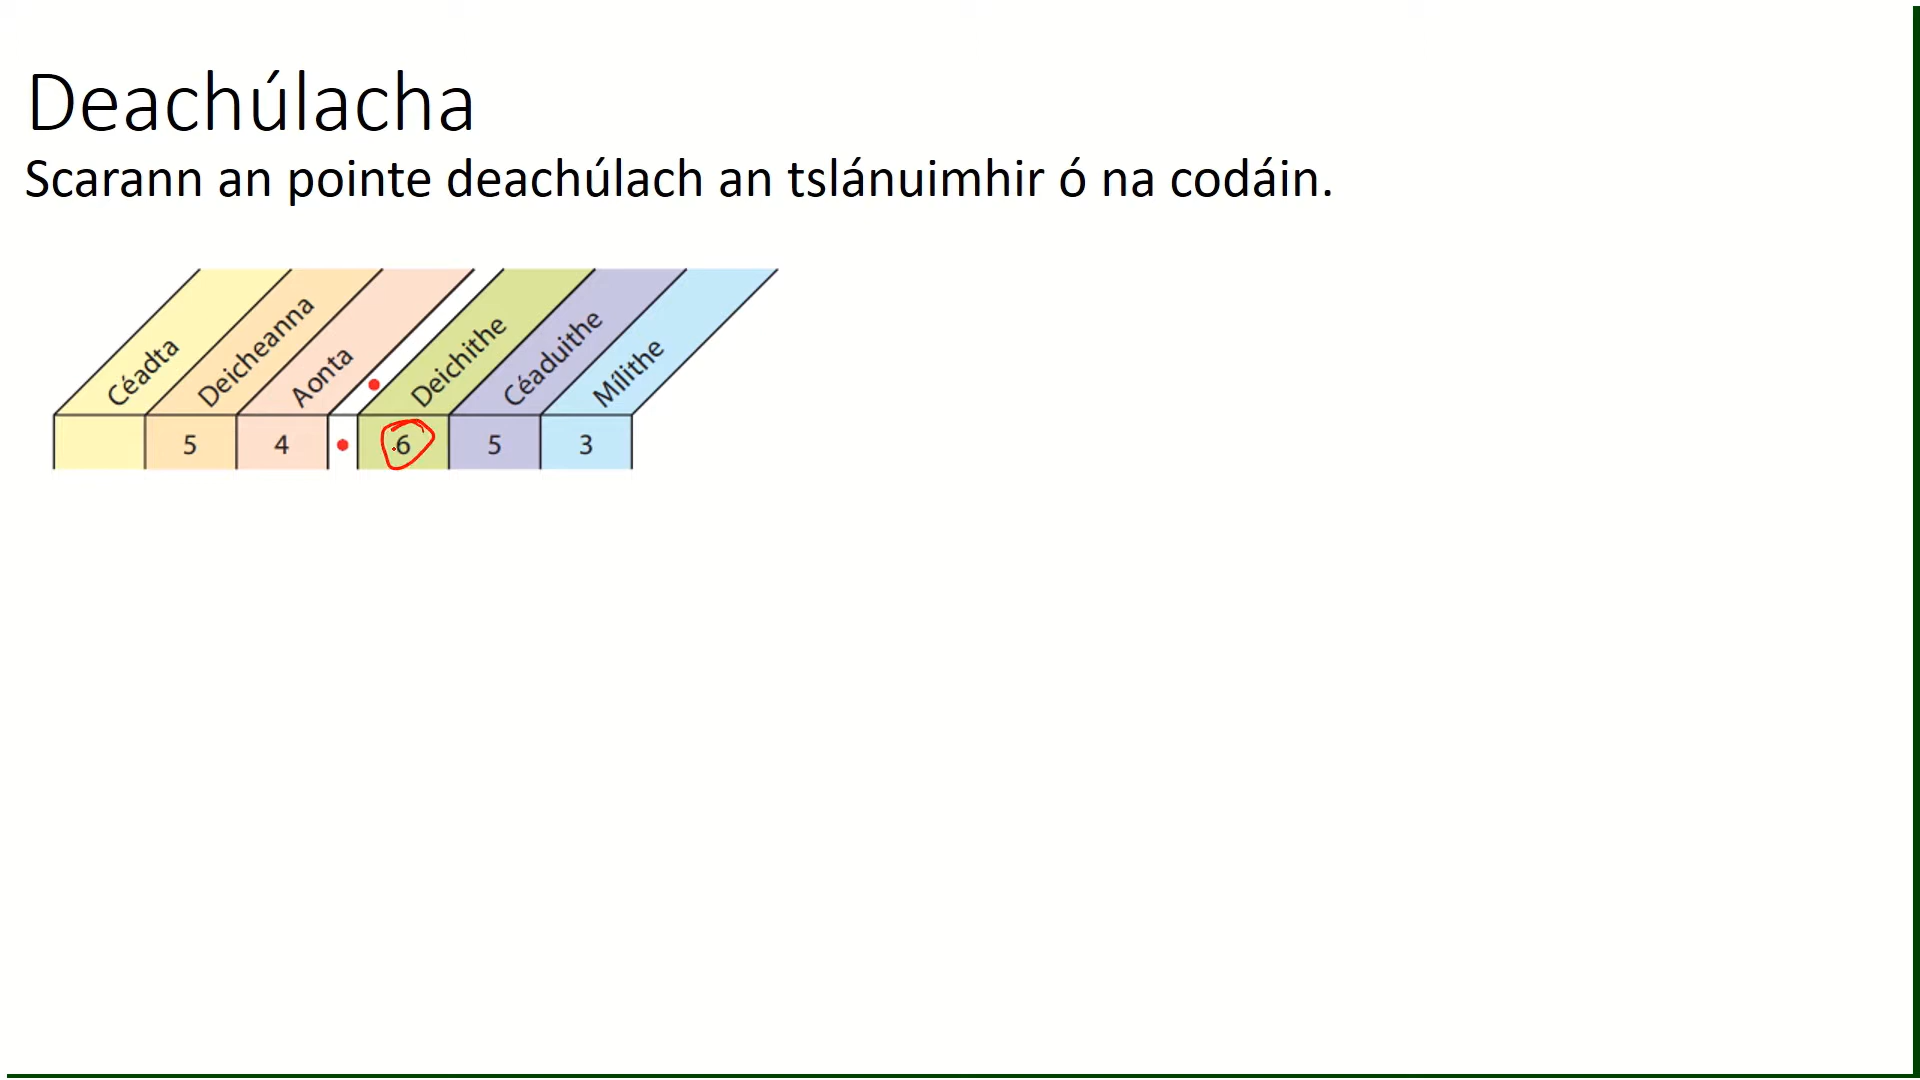 Deachúlacha
Scarann an pointe deachúlach an tslánuimhir ó na codáin.
Céadta Deicheanna Aonta • Deichithe Céaduithe Mílithe
5 4 • 6 5 3